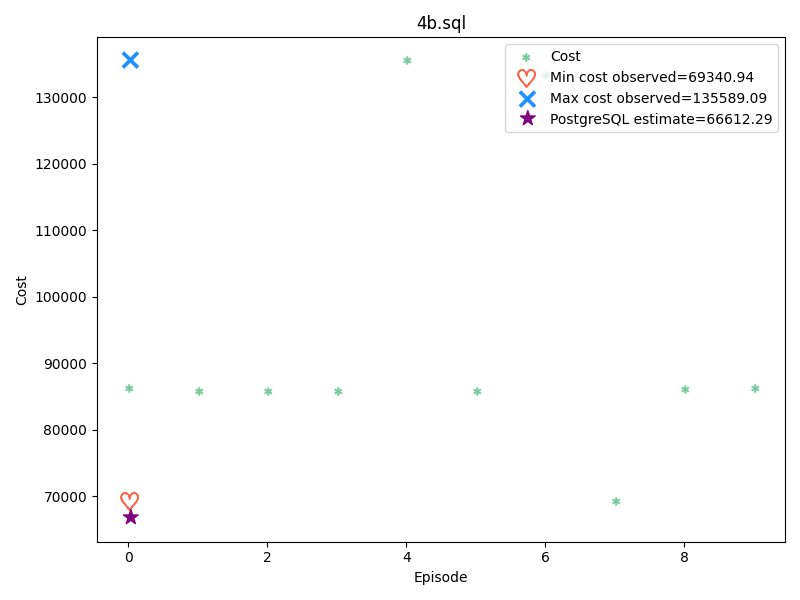 4b.sql
Cost
Min cost observed=69340.94
Max cost observed=135589.09
PostgreSQL estimate=66612.29
130000
120000
110000
100000
90000
80000
70000
Cost
0 2 4 6 8
Episode